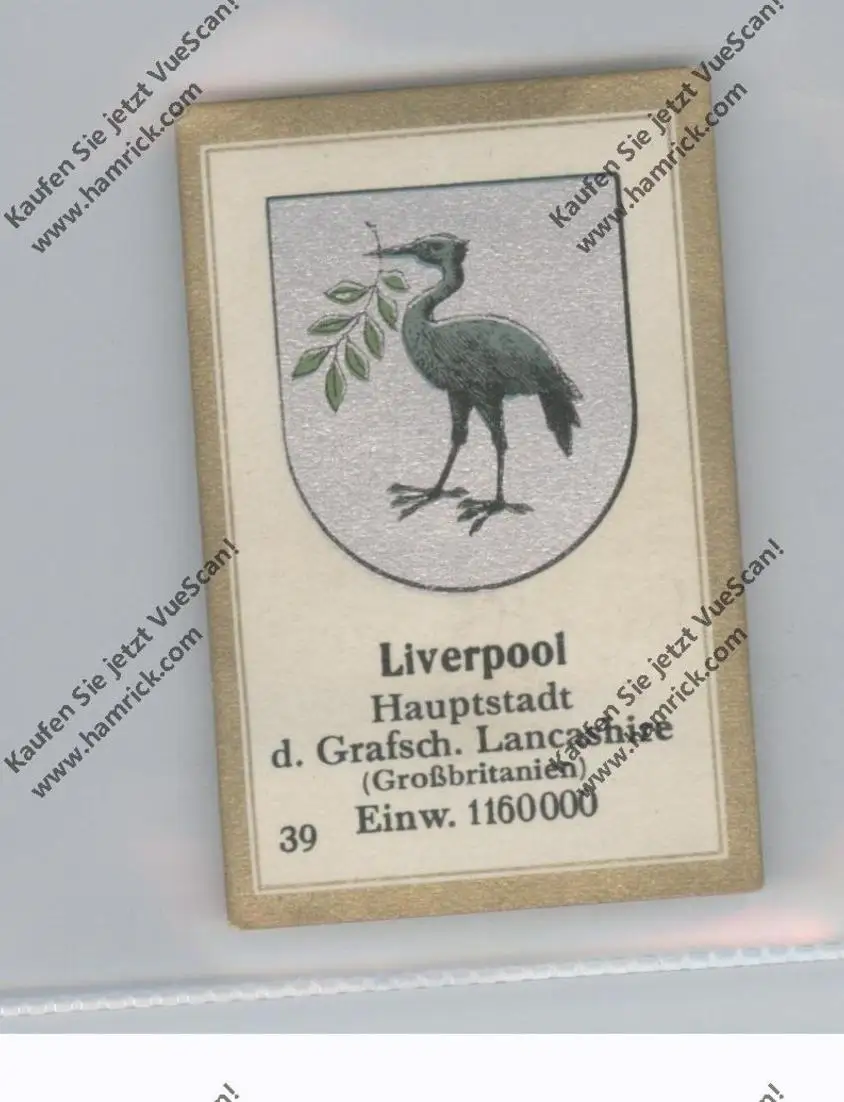 Kaufen Sie jetzt VueScan!
www.hamrick.com
Kaufen Sie jetzt VueScan!
www.hamrick.com
Liverpool
Hauptstadt
d. Grafsch. Lancashire
(Großbritanien)
Einw. 1160000
39
Kaufen Sie jetzt VueScan!
www.hamrick.com
Kaufen Sie jetzt VueScan!
www.hamrick.com